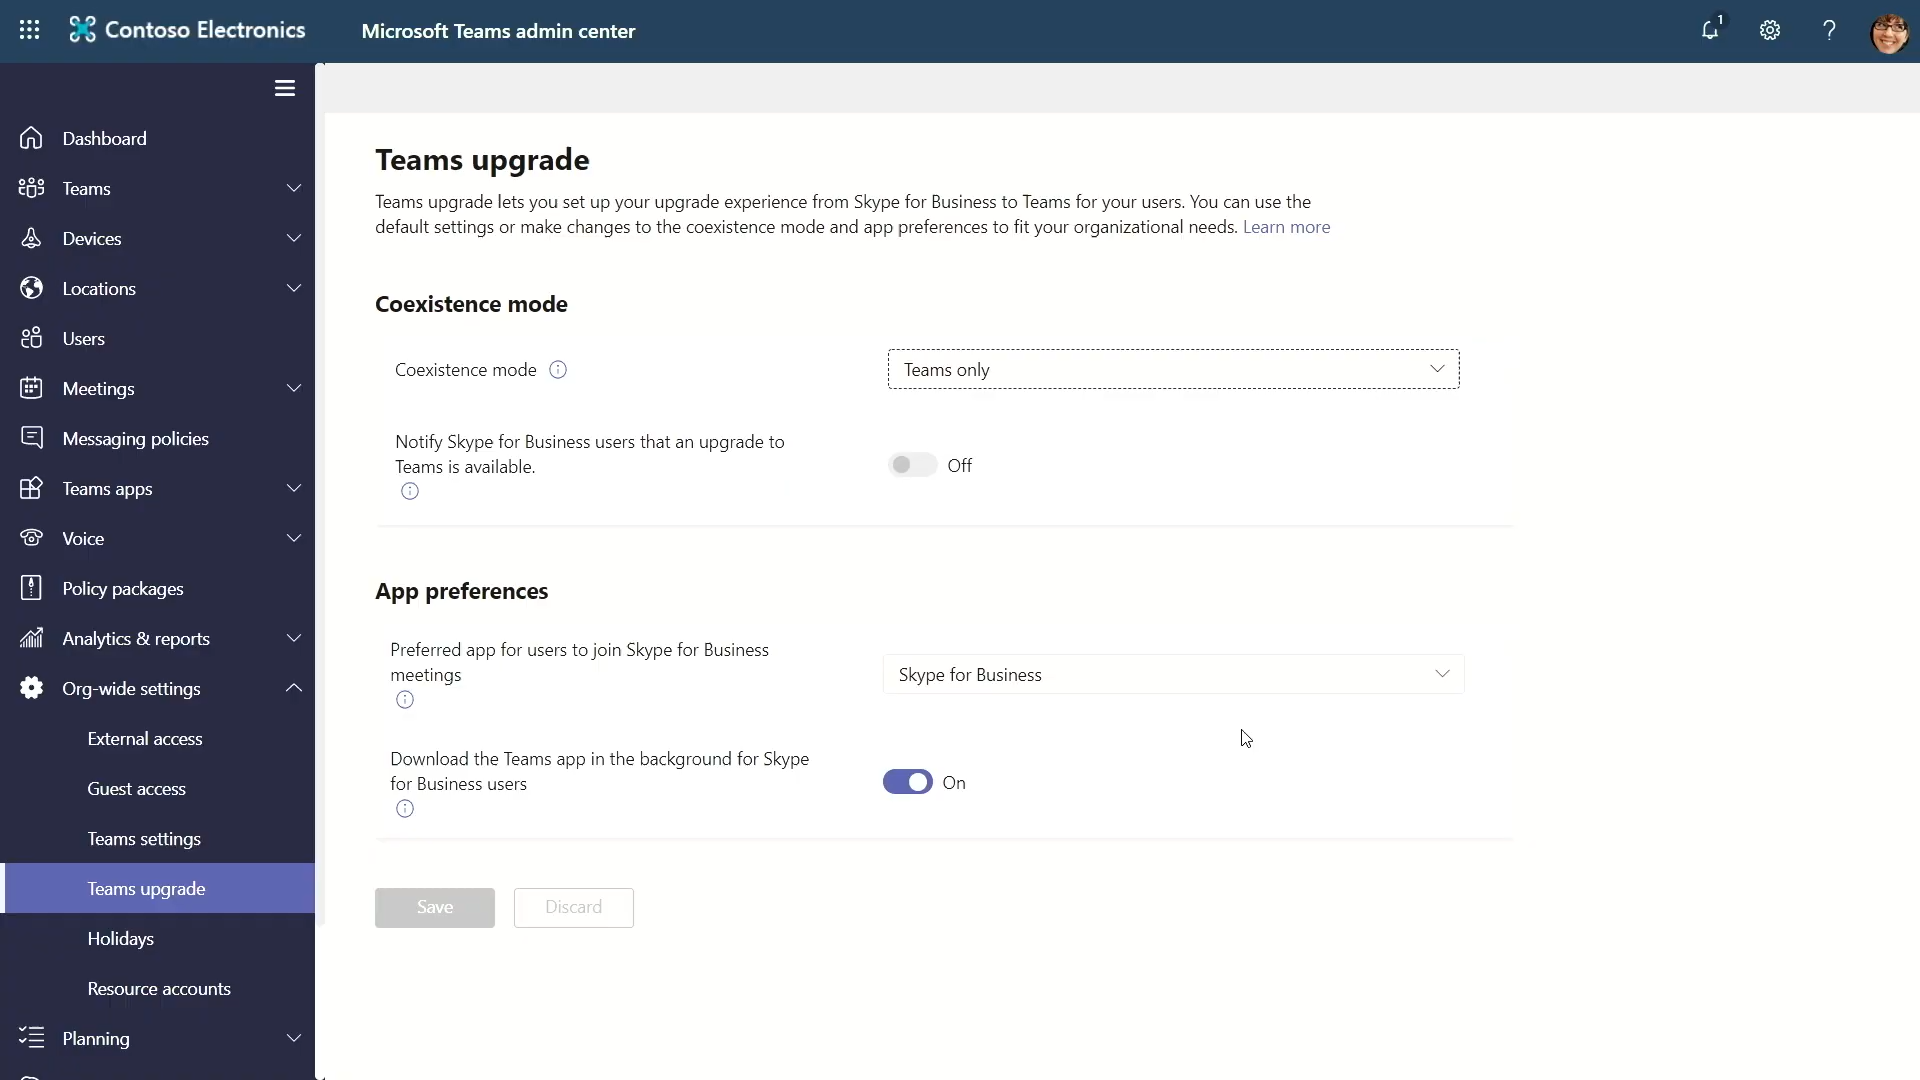 Contoso Electronics
Microsoft Teams admin center
1
Dashboard
Teams
Devices
Locations
Users
Meetings
Messaging policies
Teams apps
Voice
Policy packages
Analytics & reports
Org-wide settings
External access
Guest access
Teams settings
Teams upgrade
Holidays
Resource accounts
Planning
Teams upgrade
Teams upgrade lets you set up your upgrade experience from Skype for Business to Teams for your users. You can use the
default settings or make changes to the coexistence mode and app preferences to fit your organizational needs. Learn more
Coexistence mode
Coexistence mode
Teams only
Notify Skype for Business users that an upgrade to
Teams is available.
Off
App preferences
Preferred app for users to join Skype for Business
meetings
Skype for Business
Download the Teams app in the background for Skype
for Business users
On
Save
Discard